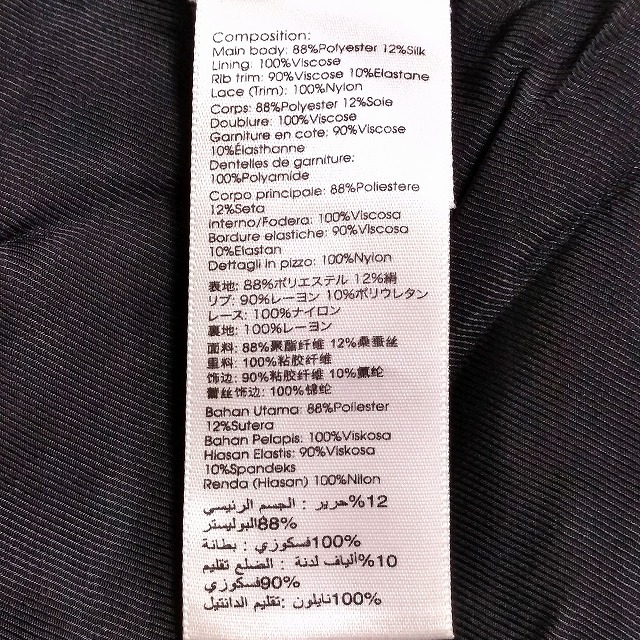 Composition:
Main body: 88%Polyester 12%Silk
Lining: 100%Viscose
Rib trim: 90%Viscose 10%Elastane
Lace (Trim): 100%Nylon
Corps: 88%Polyester 12%Soie
Doublure: 100%Viscose
Garniture en cote: 90%Viscose
10%Élasthanne
Dentelles de garniture:
100%Polyamide
Corpo principale: 88%Poliestere
12%Seta
Interno/Fodera: 100%Viscosa
Bordure elastiche: 90%Viscosa
10%Elastan
Dettagli in pizzo: 100%Nylon
表地: 88%ポリエステル 12%絹
リブ: 90%レーヨン 10%ポリウレタン
レース: 100%ナイロン
裏地: 100%レーヨン
面料: 88%聚酯纤维 12%桑蚕丝
里料: 100%粘胶纤维
饰边: 90%粘胶纤维 10%氨纶
蕾丝饰边: 100%锦纶
Bahan Utama: 88%Poliester
12%Sutera
Bahan Pelapis: 100%Viskosa
Hiasan Elastis: 90%Viskosa
10%Spandeks
Renda (Hiasan) 100%Nilon
12%حرير : الجسم الرئيسي
88%البوليستر
100%فسكوزي : بطانة
10%ألياف لدنة : الضلع تقليم
90%فسكوزي
100%نايلون :تقليم الدانتيل